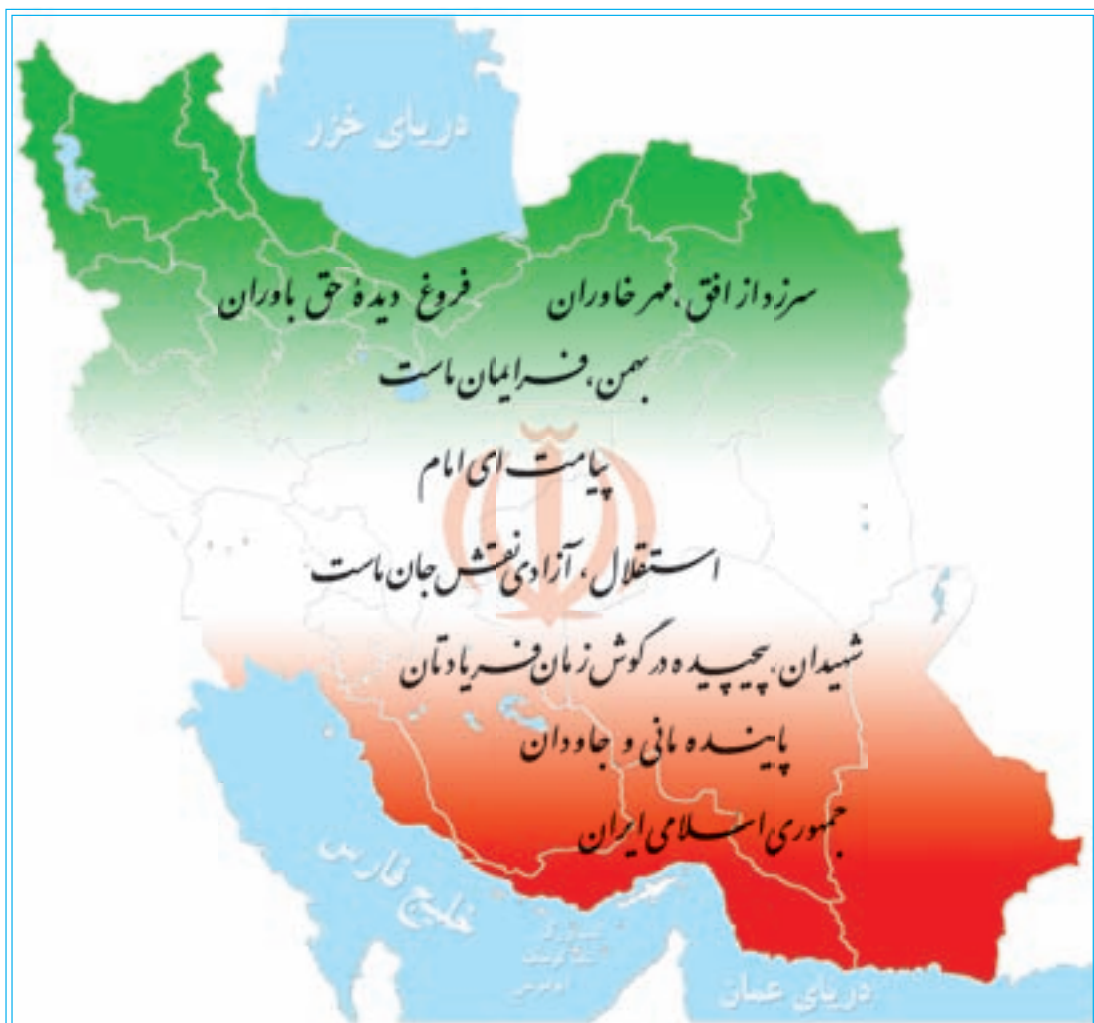 دریای خزر
سرزد از افق، مهر خاوران فروغ دیدهٔ حق باوران
بهمن، فر ایمان ماست
پیامت ای امام
استقلال، آزادی نقش جان ماست
شهیدان، پیچیده در گوش زمان فریادتان
پاینده مانی و جاودان
جمهوری اسلامی ایران
خلیج فارس
دریای عمان